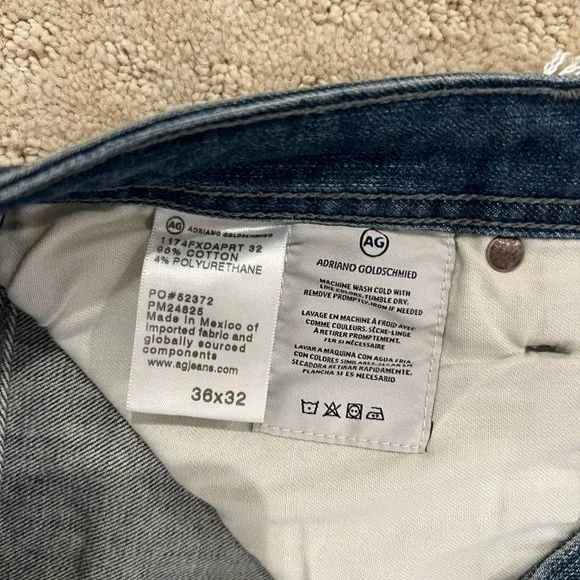 AG ADRIANO GOLDSCHMIED
1174FXDAPRT 32
96% COTTON
4% POLYURETHANE
PO#52372
PM24825
Made in Mexico of
imported fabric and
globally sourced
components
www.agjeans.com
36x32
AG
ADRIANO GOLDSCHMIED
MACHINE WASH COLD WITH
LIKE COLORS. TUMBLE DRY.
REMOVE PROMPTLY. IRON IF NEEDED
LAVAGE EN MACHINE À FROID AVEC
COMME COULEURS. SÈCHE-LINGE
À RETIRER PROMPTEMENT.
FER SI NÉCESSAIRE
LAVAR A MAQUINA CON AGUA FRIA
CON COLORES SIMILARES. SECAR EN
SECADORA RETIRAR RAPIDAMENTE.
PLANCHA SI ES NECESARIO